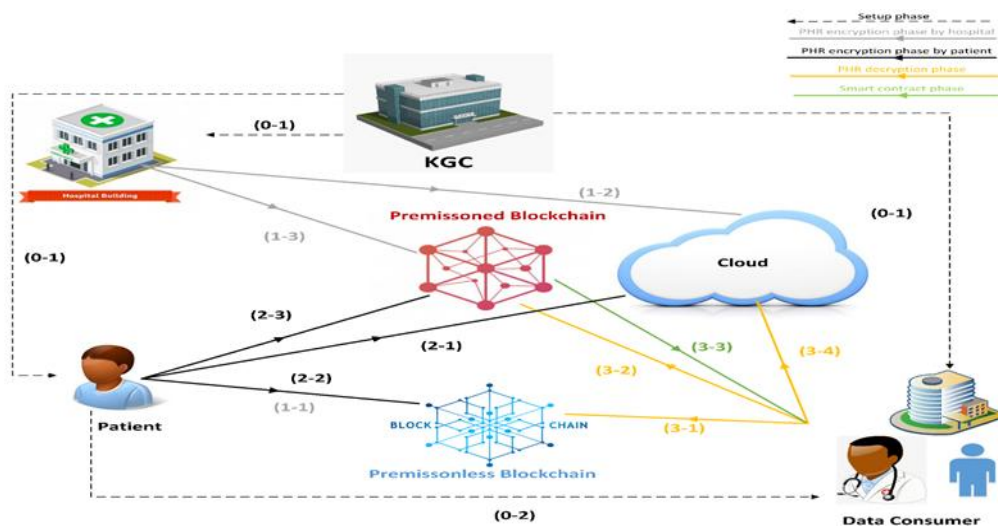 Setup phase
PHR encryption phase by hospital
PHR encryption phase by patient
PHR decryption phase
Smart contract phase
(0-1)
KGC
Hospital Building
(1-2)
(0-1)
Premissoned Blockchain
(1-3)
(0-1)
Cloud
(2-3)
(2-1)
(3-3)
(3-4)
(3-2)
(2-2)
(1-1)
Patient
BLOCK CHAIN
(3-1)
Premissonless Blockchain
(0-2)
Data Consumer